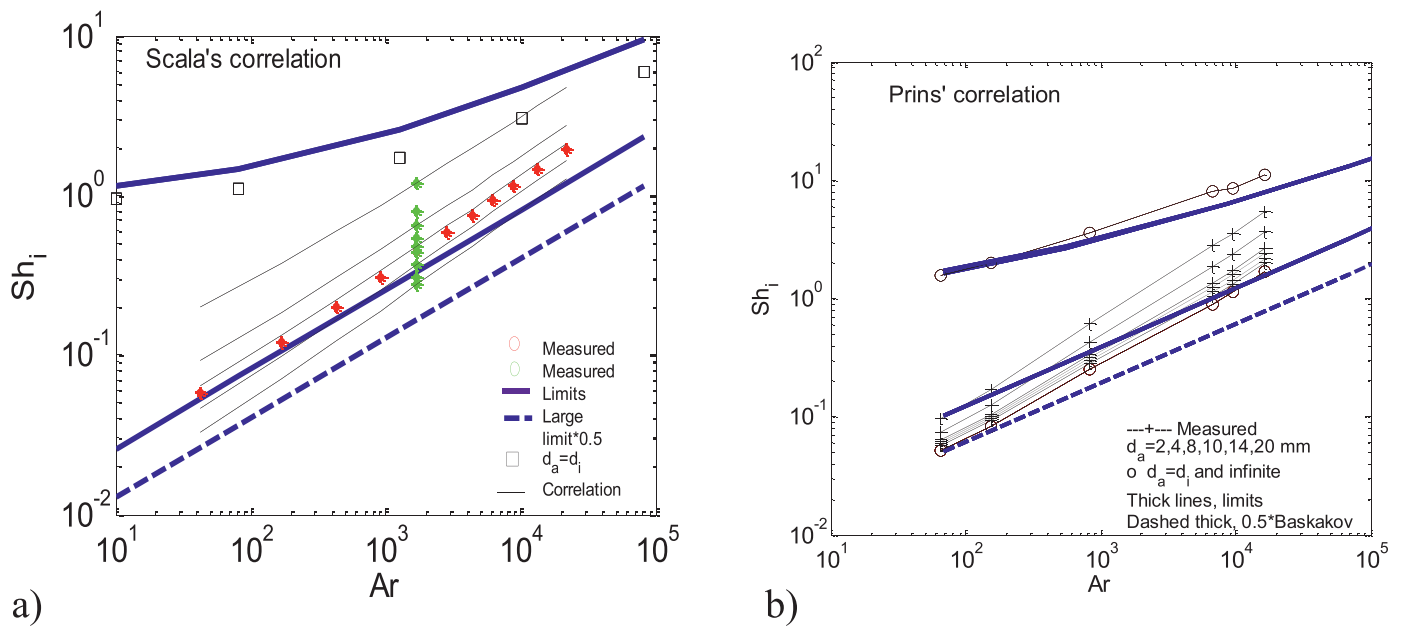 Scala's correlation
10^1
10^0
10^-1
10^-2
Sh_i
10^1
10^2
10^3
10^4
10^5
Ar
Measured
Measured
Limits
Large
limit*0.5
d_a=d_i
Correlation
a)
Prins' correlation
10^2
10^1
10^0
10^-1
10^-2
Sh_i
10^1
10^2
10^3
10^4
10^5
Ar
---+--- Measured
d_a=2,4,8,10,14,20 mm
o d_a=d_i and infinite
Thick lines, limits
Dashed thick, 0.5*Baskakov
b)